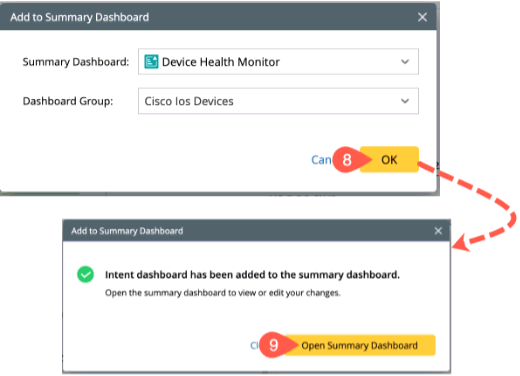 Add to Summary Dashboard
Summary Dashboard: Device Health Monitor
Dashboard Group: Cisco Ios Devices
8 OK
Add to Summary Dashboard
Intent dashboard has been added to the summary dashboard.
Open the summary dashboard to view or edit your changes.
9 Open Summary Dashboard